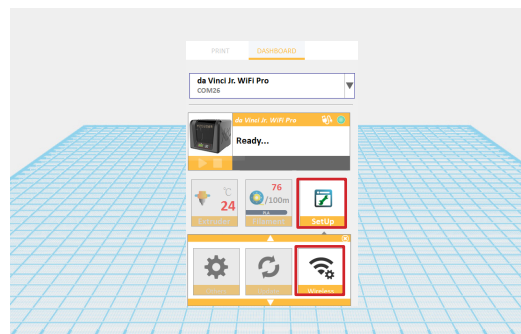 PRINT DASHBOARD
da Vinci Jr. WiFi Pro
COM26
da Vinci Jr. WiFi Pro
Ready...
°C
24
76
/100m
SetUp
Wireless